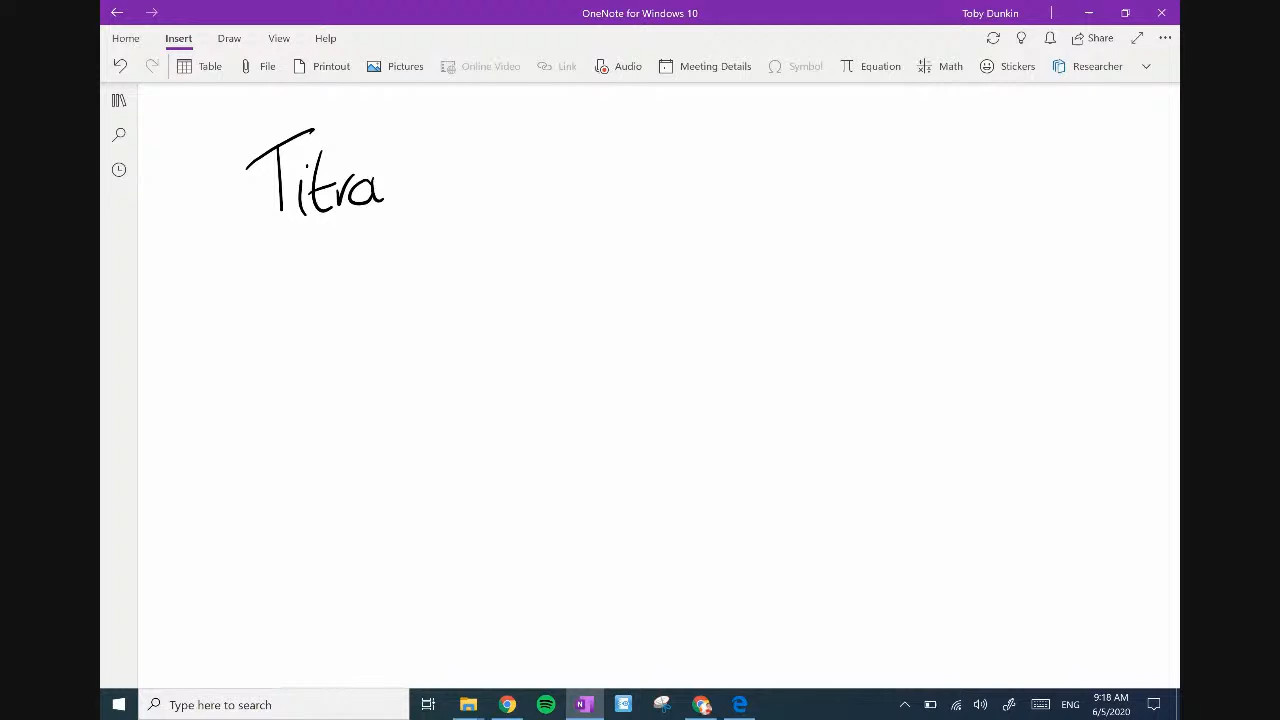 OneNote for Windows 10
Toby Dunkin
Home Insert Draw View Help Share
Table File Printout Pictures Online Video Link Audio Meeting Details Symbol Equation Math Stickers Researcher
Titra
Type here to search
ENG
9:18 AM
6/5/2020